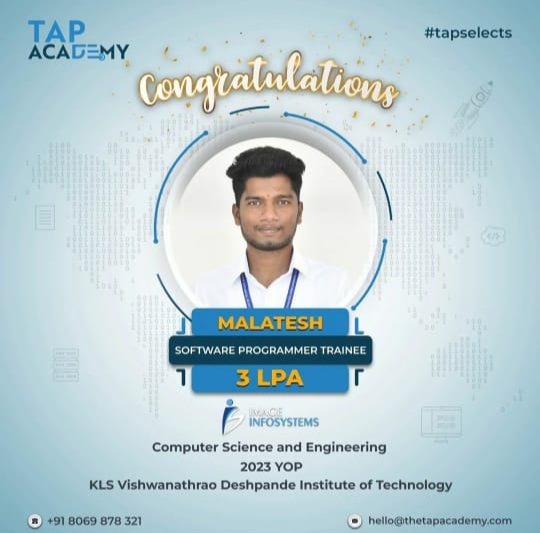 TAP
ACADEMY
#tapselects
Congratulations
MALATESH
SOFTWARE PROGRAMMER TRAINEE
3 LPA
IMAGE
INFOSYSTEMS
Computer Science and Engineering
2023 YOP
KLS Vishwanathrao Deshpande Institute of Technology
+91 8069 878 321
hello@thetapacademy.com